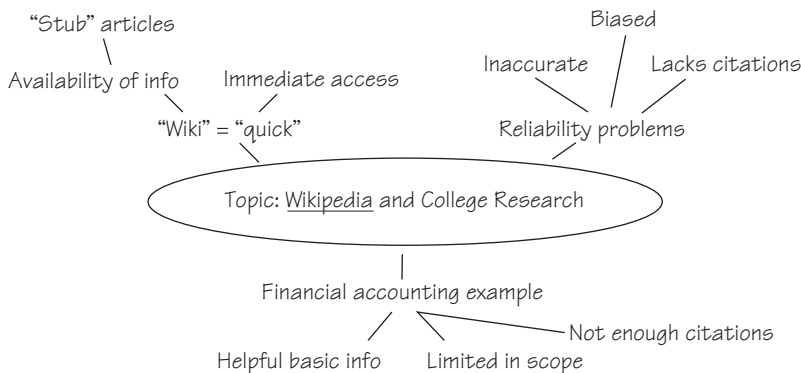 Biased
“Stub” articles
Inaccurate
Lacks citations
Availability of info
Immediate access
“Wiki” = “quick”
Reliability problems
Topic: Wikipedia and College Research
Financial accounting example
Not enough citations
Helpful basic info
Limited in scope